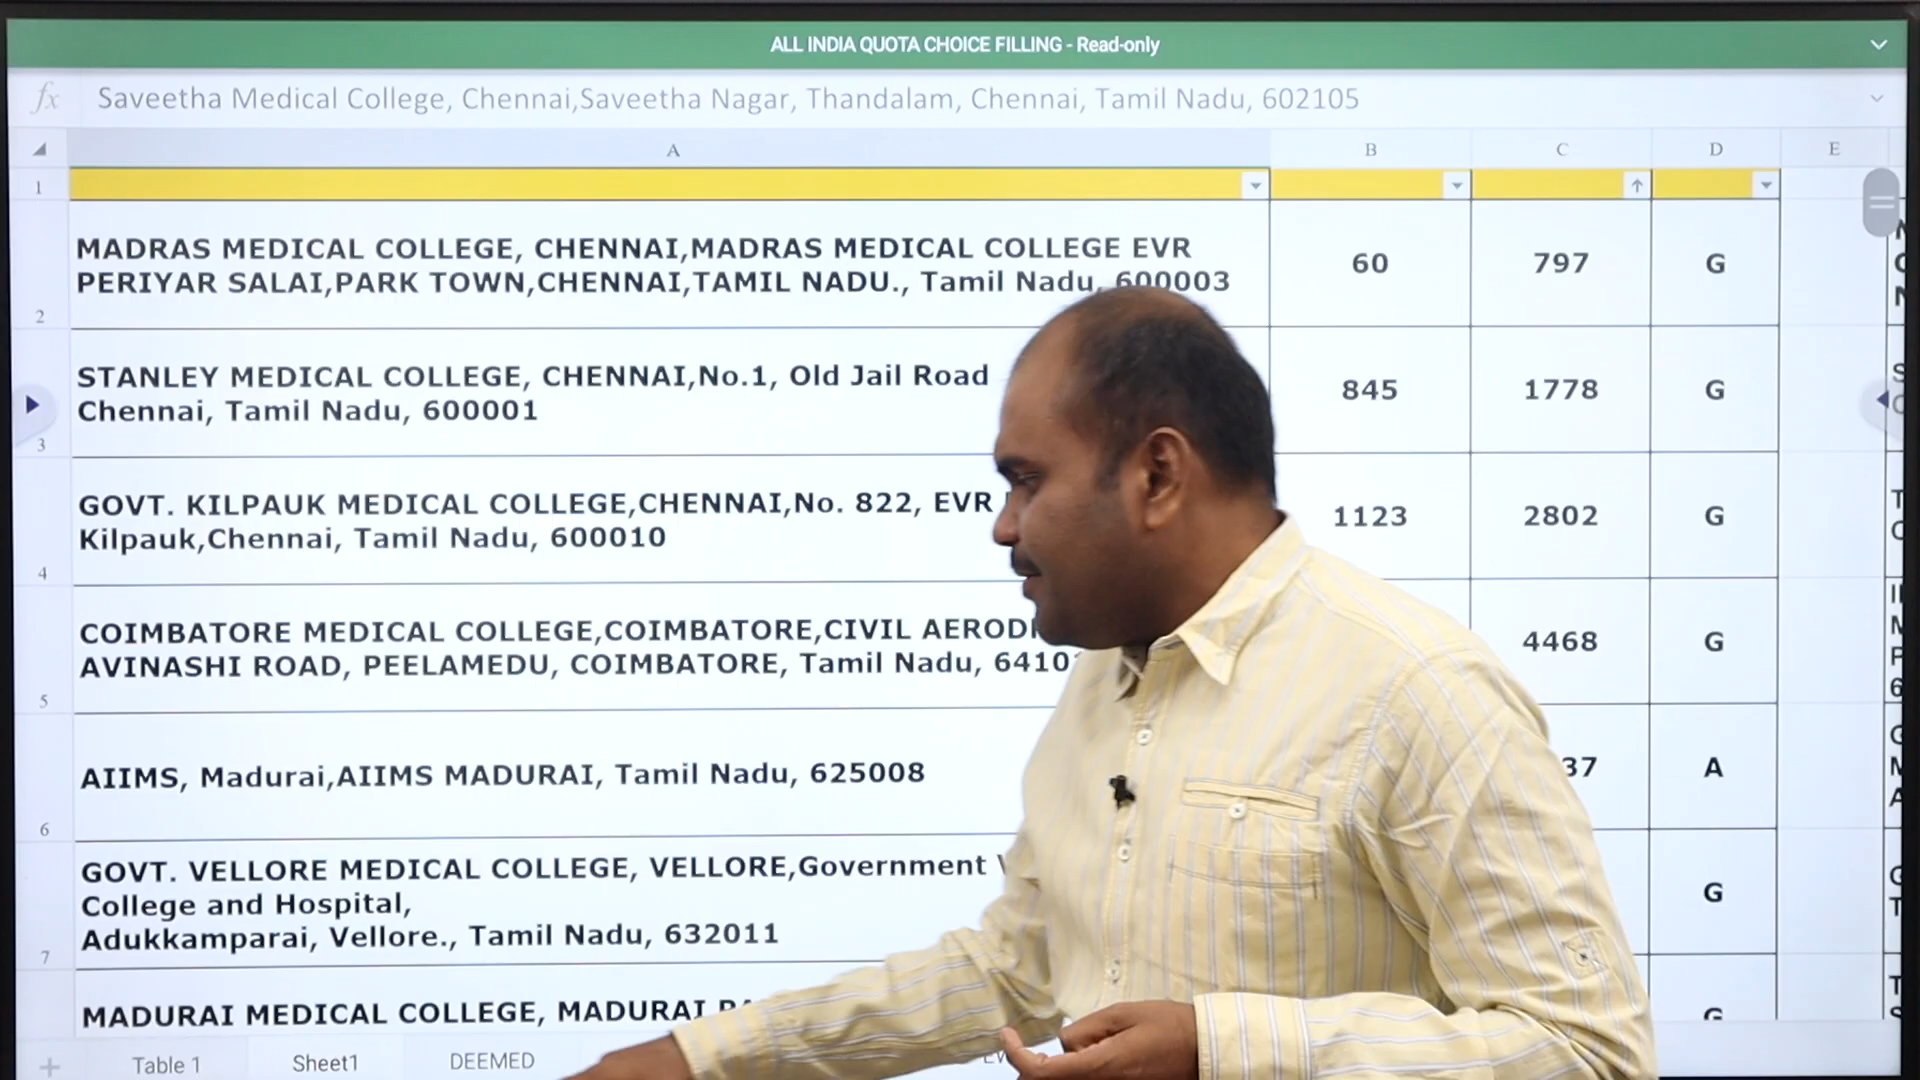 ALL INDIA QUOTA CHOICE FILLING - Read-only
fx Saveetha Medical College, Chennai,Saveetha Nagar, Thandalam, Chennai, Tamil Nadu, 602105
A B C D E
1
MADRAS MEDICAL COLLEGE, CHENNAI,MADRAS MEDICAL COLLEGE EVR
PERIYAR SALAI,PARK TOWN,CHENNAI,TAMIL NADU., Tamil Nadu, 600003
60 797 G
2
STANLEY MEDICAL COLLEGE, CHENNAI,No.1, Old Jail Road
Chennai, Tamil Nadu, 600001
845 1778 G
3
GOVT. KILPAUK MEDICAL COLLEGE,CHENNAI,No. 822, EVR
Kilpauk,Chennai, Tamil Nadu, 600010
1123 2802 G
4
COIMBATORE MEDICAL COLLEGE,COIMBATORE,CIVIL
AVINASHI ROAD, PEELAMEDU, COIMBATORE, Tamil Nadu,
4468 G
5
AIIMS, Madurai,AIIMS MADURAI, Tamil Nadu, 625008
37 A
6
GOVT. VELLORE MEDICAL COLLEGE, VELLORE,Government
College and Hospital,
Adukkamparai, Vellore., Tamil Nadu, 632011
G
7
MADURAI MEDICAL COLLEGE, MADURAI
G
Table 1 Sheet1 DEEMED